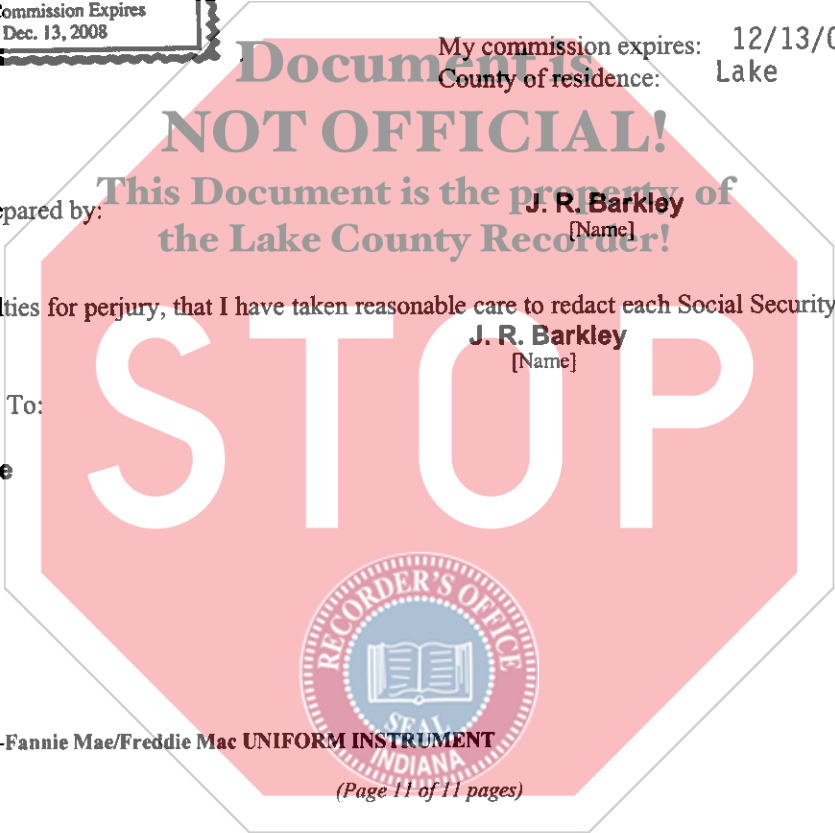 Commission Expires
Dec. 13, 2008
My commission expires: 12/13/0
County of residence: Lake
Document is
NOT OFFICIAL!
This Document is the property of
the Lake County Recorder!
epared by:
J. R. Barkley
[Name]
lties for perjury, that I have taken reasonable care to redact each Social Security
J. R. Barkley
[Name]
To:
e
STOP
RECORDER'S OFFICE
SEAL
INDIANA
-Fannie Mae/Freddie Mac UNIFORM INSTRUMENT
(Page 11 of 11 pages)